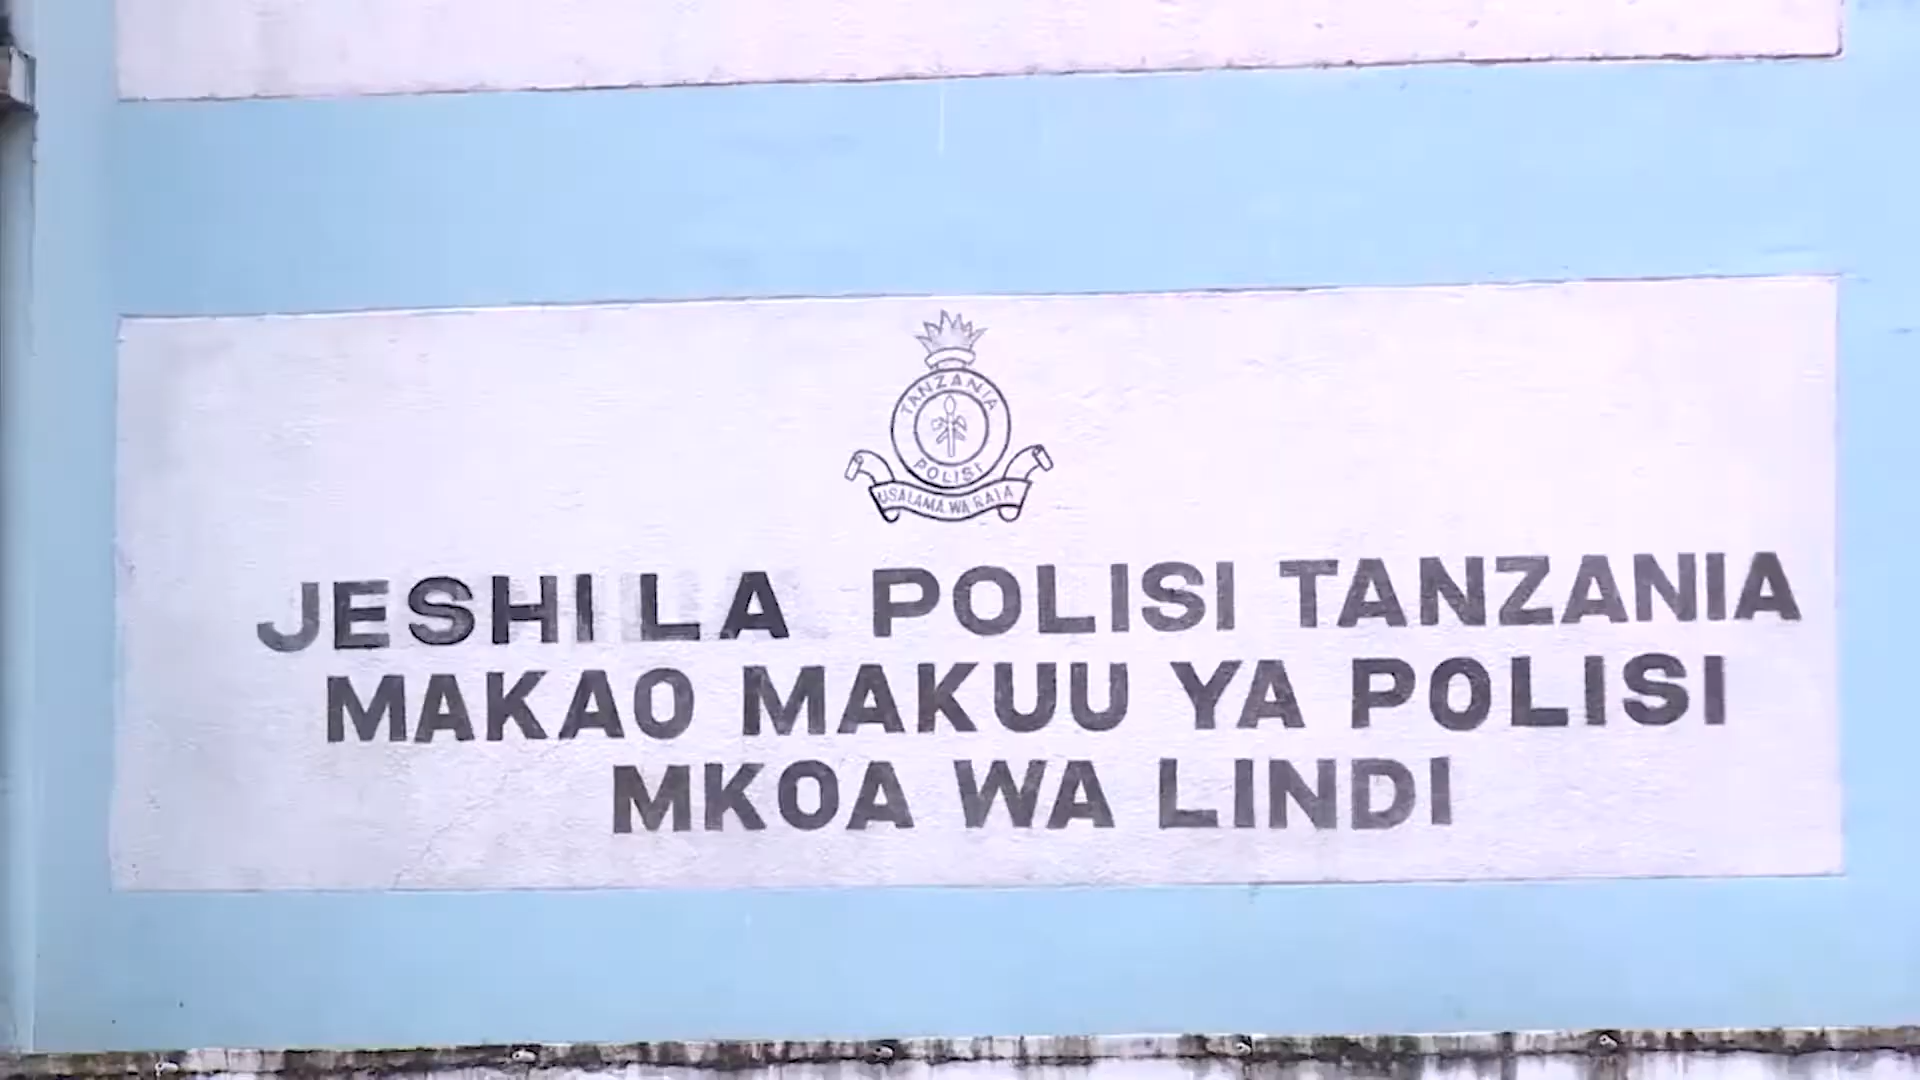 TANZANIA
POLISI
USALAMA WA RAIA
JESHI LA POLISI TANZANIA
MAKAO MAKUU YA POLISI
MKOA WA LINDI